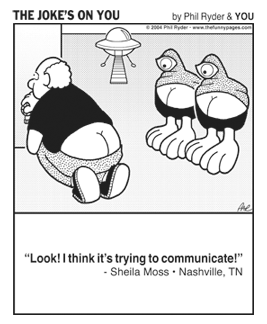 THE JOKE'S ON YOU by Phil Ryder & YOU
© 2004 Phil Ryder - www.thefunnypages.com
"Look! I think it's trying to communicate!"
- Sheila Moss • Nashville, TN